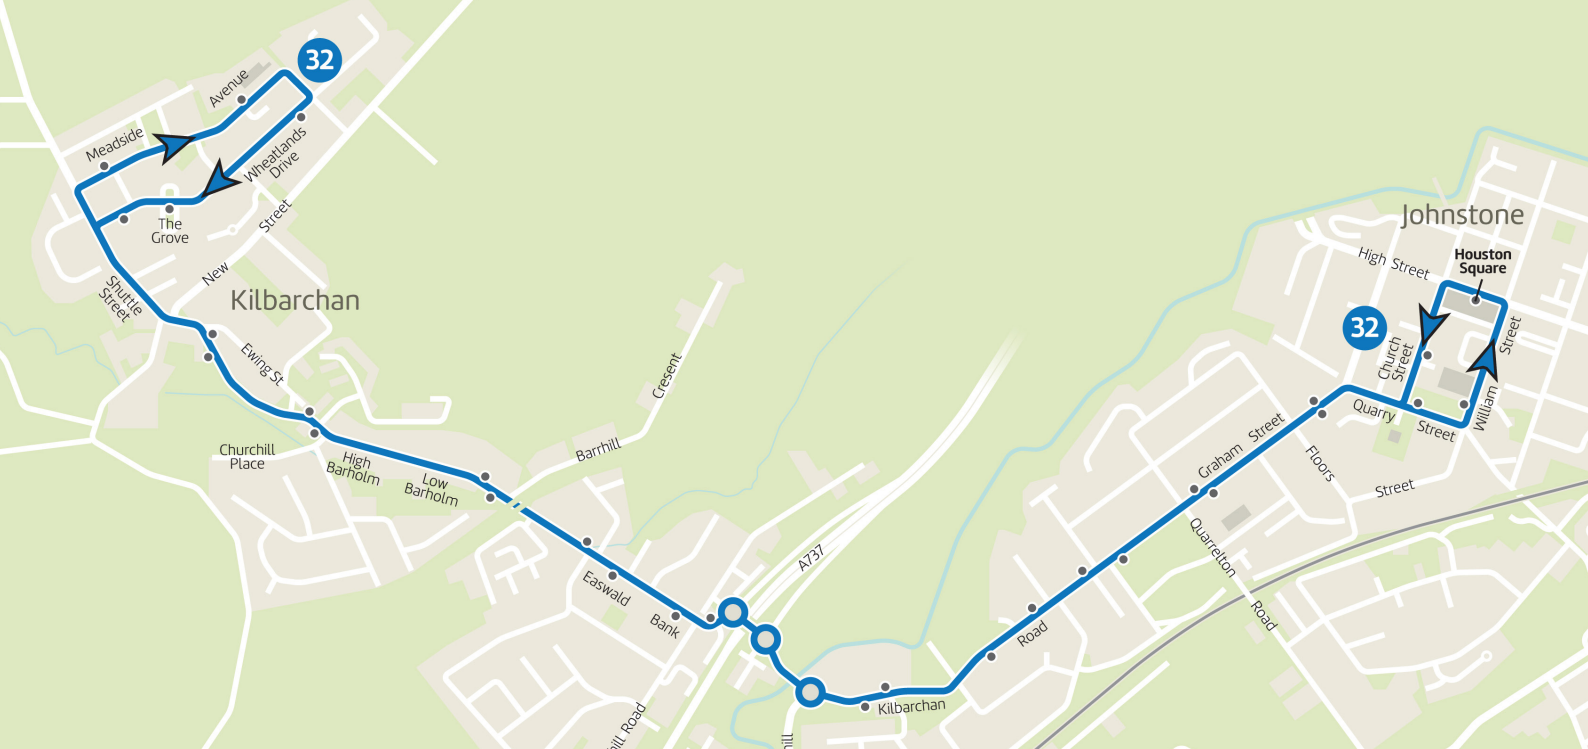 32
Avenue
Meadside
Wheatlands
Drive
The
Grove
Street
New
Shuttle
Street
Kilbarchan
Ewing St
Churchill
Place
High
Barholm
Low
Barholm
Barrhill
Cresent
Easwald
Bank
A737
Kilbarchan
Road
Graham Street
Quarrelton
Road
Floors
Street
Quarry
Street
William
Street
Church
Street
32
High Street
Johnstone
Houston
Square
Road